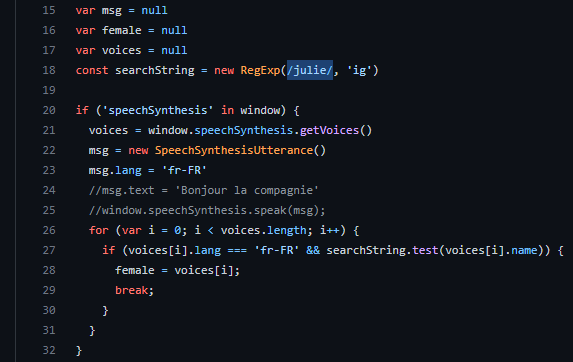 15 var msg = null
16 var female = null
17 var voices = null
18 const searchString = new RegExp(/julie/, 'ig')
19
20 if ('speechSynthesis' in window) {
21   voices = window.speechSynthesis.getVoices()
22   msg = new SpeechSynthesisUtterance()
23   msg.lang = 'fr-FR'
24   //msg.text = 'Bonjour la compagnie'
25   //window.speechSynthesis.speak(msg);
26   for (var i = 0; i < voices.length; i++) {
27     if (voices[i].lang === 'fr-FR' && searchString.test(voices[i].name)) {
28       female = voices[i];
29       break;
30     }
31   }
32 }